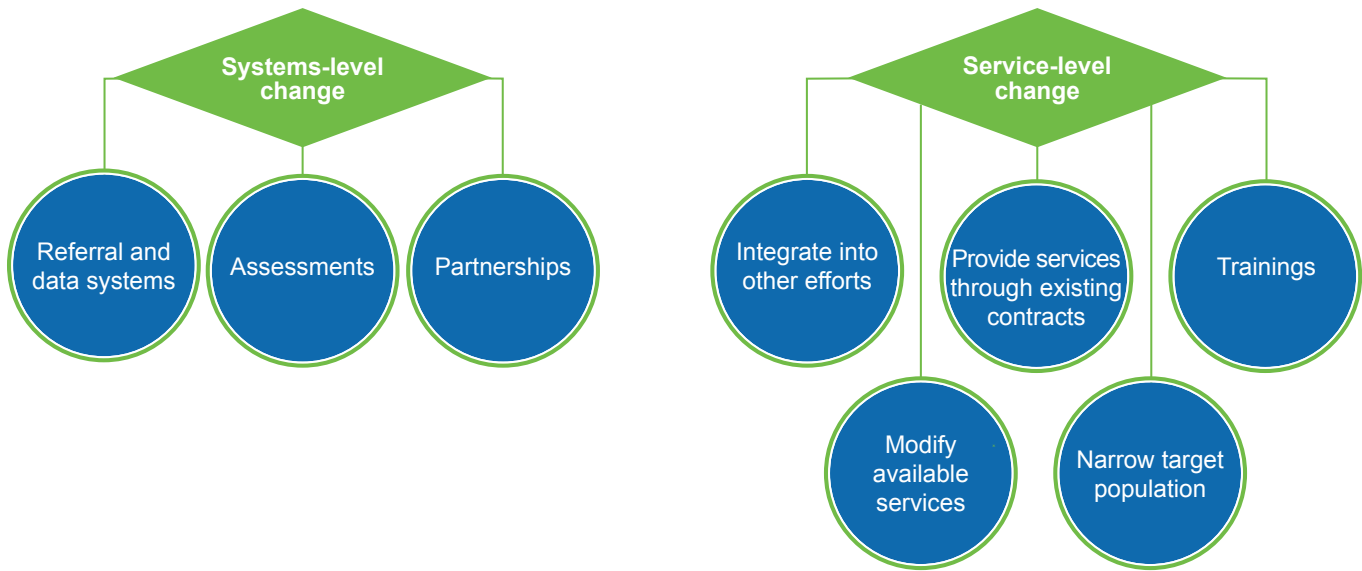 Systems-level
change
Referral and
data systems
Assessments
Partnerships
Service-level
change
Integrate into
other efforts
Provide services
through existing
contracts
Trainings
Modify
available
services
Narrow target
population